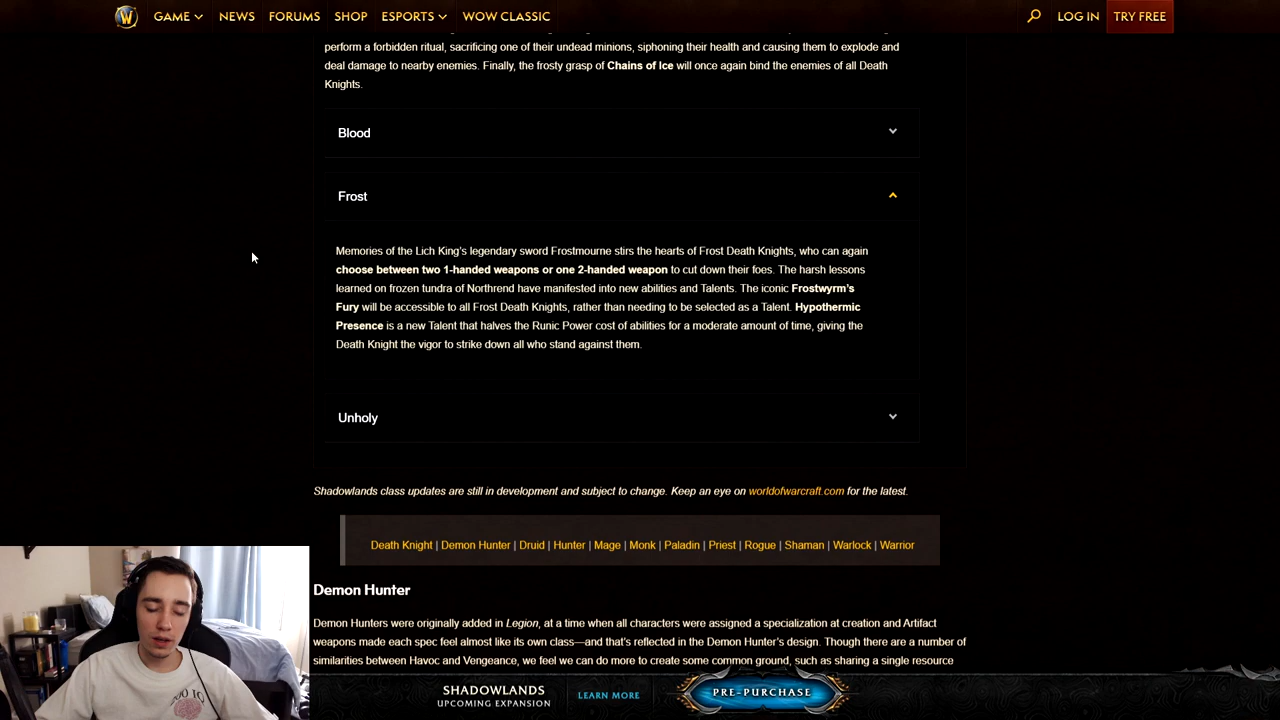 W GAME NEWS FORUMS SHOP ESPORTS WOW CLASSIC LOG IN TRY FREE
perform a forbidden ritual, sacrificing one of their undead minions, siphoning their health and causing them to explode and
deal damage to nearby enemies. Finally, the frosty grasp of Chains of Ice will once again bind the enemies of all Death
Knights.
Blood
Frost
Memories of the Lich King's legendary sword Frostmourne stirs the hearts of Frost Death Knights, who can again
choose between two 1-handed weapons or one 2-handed weapon to cut down their foes. The harsh lessons
learned on frozen tundra of Northrend have manifested into new abilities and Talents. The iconic Frostwyrm's
Fury will be accessible to all Frost Death Knights, rather than needing to be selected as a Talent. Hypothermic
Presence is a new Talent that halves the Runic Power cost of abilities for a moderate amount of time, giving the
Death Knight the vigor to strike down all who stand against them.
Unholy
Shadowlands class updates are still in development and subject to change. Keep an eye on worldofwarcraft.com for the latest.
Death Knight | Demon Hunter | Druid | Hunter | Mage | Monk | Paladin | Priest | Rogue | Shaman | Warlock | Warrior
Demon Hunter
Demon Hunters were originally added in Legion, at a time when all characters were assigned a specialization at creation and Artifact
weapons made each spec feel almost like its own class—and that's reflected in the Demon Hunter's design. Though there are a number of
similarities between Havoc and Vengeance, we feel we can do more to create some common ground, such as sharing a single resource
SHADOWLANDS
UPCOMING EXPANSION
LEARN MORE
PRE-PURCHASE